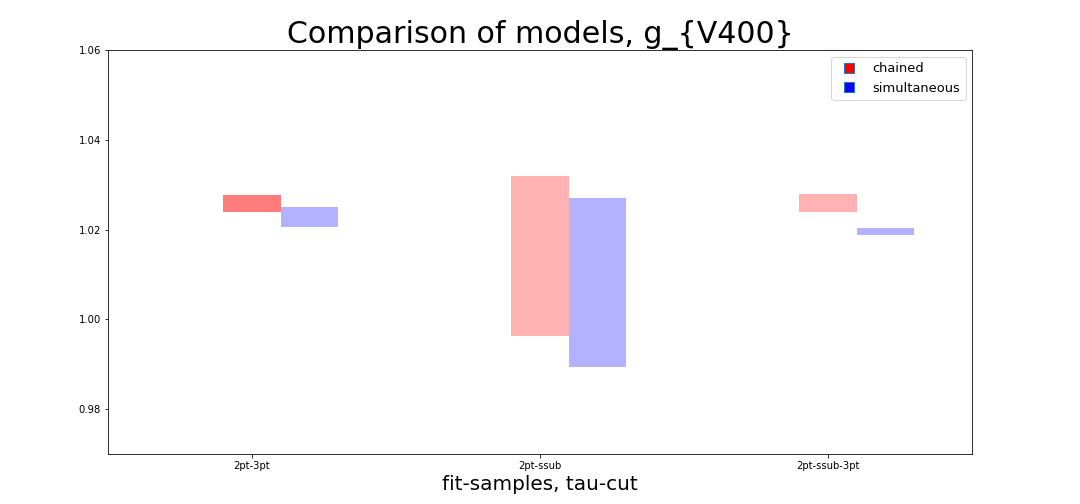 Comparison of models, g_{V400}
1.06
1.04
1.02
1.00
0.98
chained
simultaneous
2pt-3pt
2pt-ssub
2pt-ssub-3pt
fit-samples, tau-cut